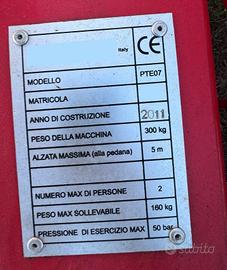 Italy CE
MODELLO PTE07
MATRICOLA
ANNO DI COSTRUZIONE 2011
PESO DELLA MACCHINA 300 kg
ALZATA MASSIMA (alla pedana) 5 m
NUMERO MAX DI PERSONE 2
PESO MAX SOLLEVABILE 160 kg
PRESSIONE DI ESERCIZIO MAX 50 bar
subito